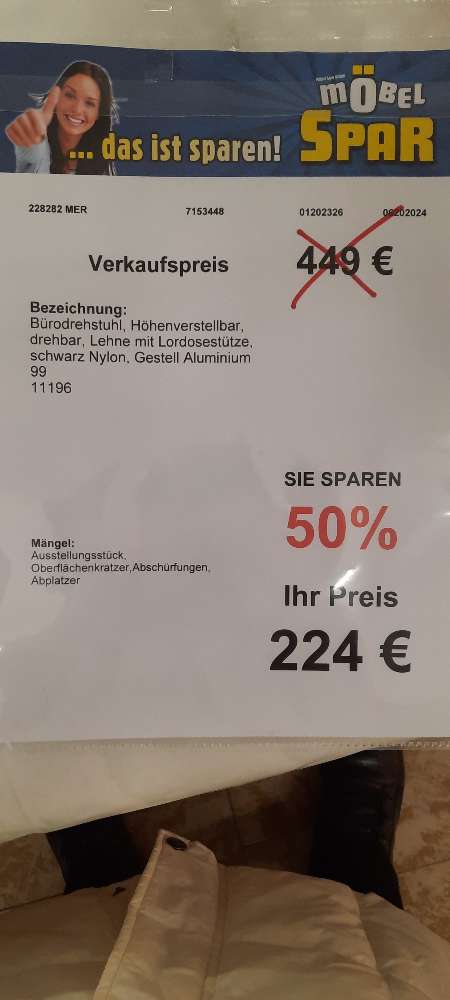 möBEL
SPAR
... das ist sparen!
228282 MER 7153448 01202326 06202024
Verkaufspreis 449 €
Bezeichnung:
Bürodrehstuhl, Höhenverstellbar,
drehbar, Lehne mit Lordosestütze,
schwarz Nylon, Gestell Aluminium
99
11196
SIE SPAREN
50%
Mängel:
Ausstellungsstück,
Oberflächenkratzer,Abschürfungen,
Abplatzer
Ihr Preis
224 €